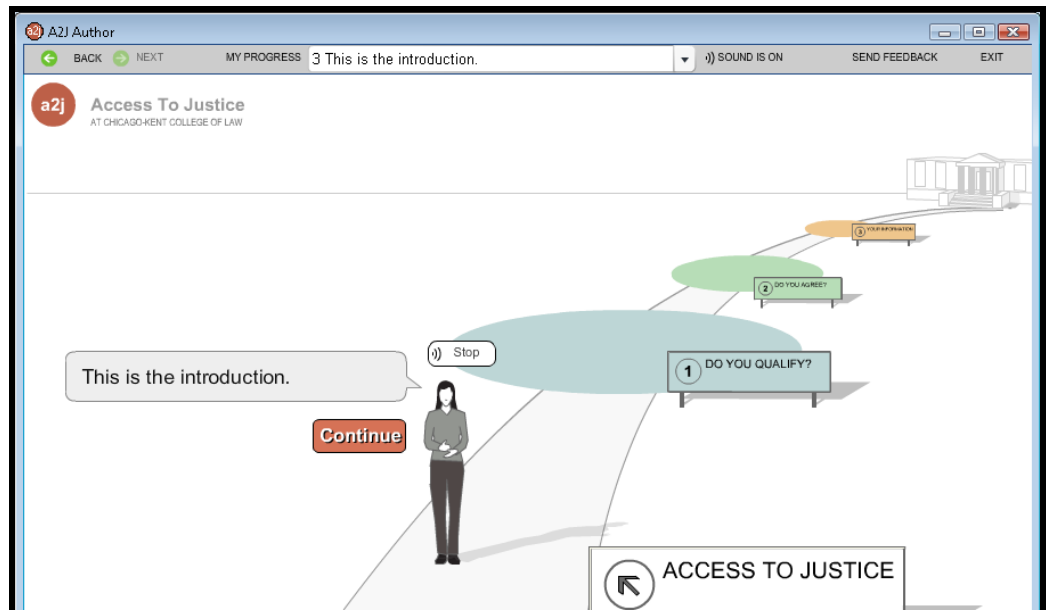 a2j A2J Author
BACK NEXT MY PROGRESS 3 This is the introduction. SOUND IS ON SEND FEEDBACK EXIT
a2j Access To Justice
AT CHICAGO-KENT COLLEGE OF LAW
3 YOUR INFORMATION
2 DO YOU AGREE?
Stop
1 DO YOU QUALIFY?
This is the introduction.
Continue
ACCESS TO JUSTICE